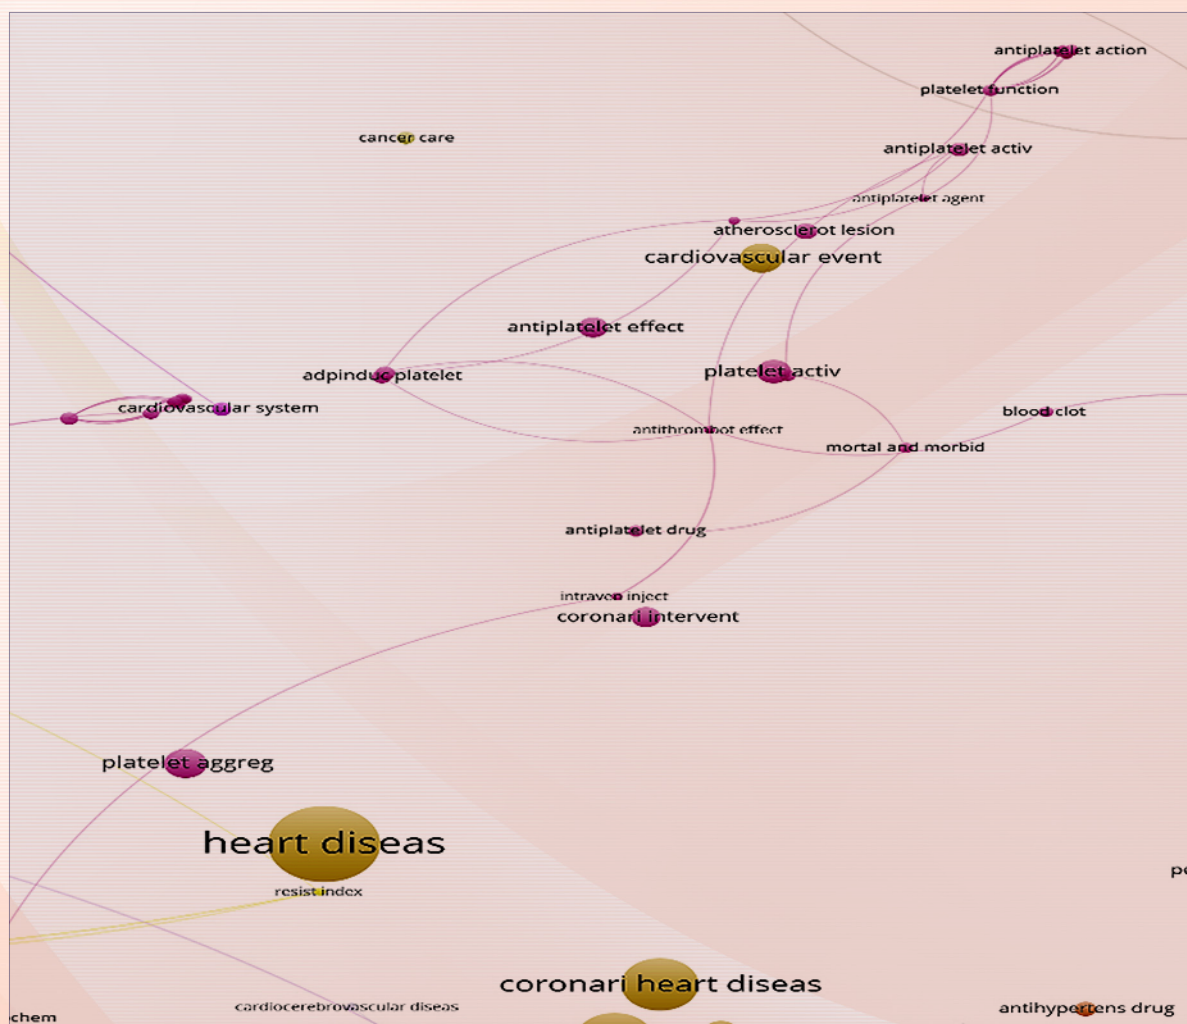 antiplatelet action
platelet function
cancer care
antiplatelet activ
antiplatelet agent
atherosclerot lesion
cardiovascular event
antiplatelet effect
platelet activ
adpinduc platelet
cardiovascular system
blood clot
antithrombot effect
mortal and morbid
antiplatelet drug
intraven inject
coronari intervent
platelet aggreg
heart diseas
pe
resist index
coronari heart diseas
cardiocerebrovascular diseas
antihypertens drug
chem